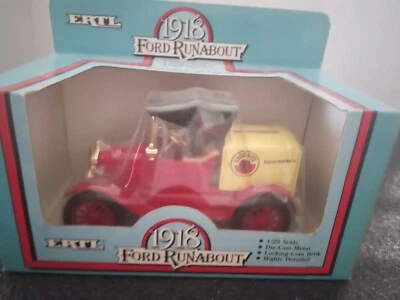 ERTL
1918
FORD RUNABOUT
ERTL
1918
FORD RUNABOUT
• 1/25 Scale
• Die-Cast Metal
• Locking Coin Bank
• Highly Detailed